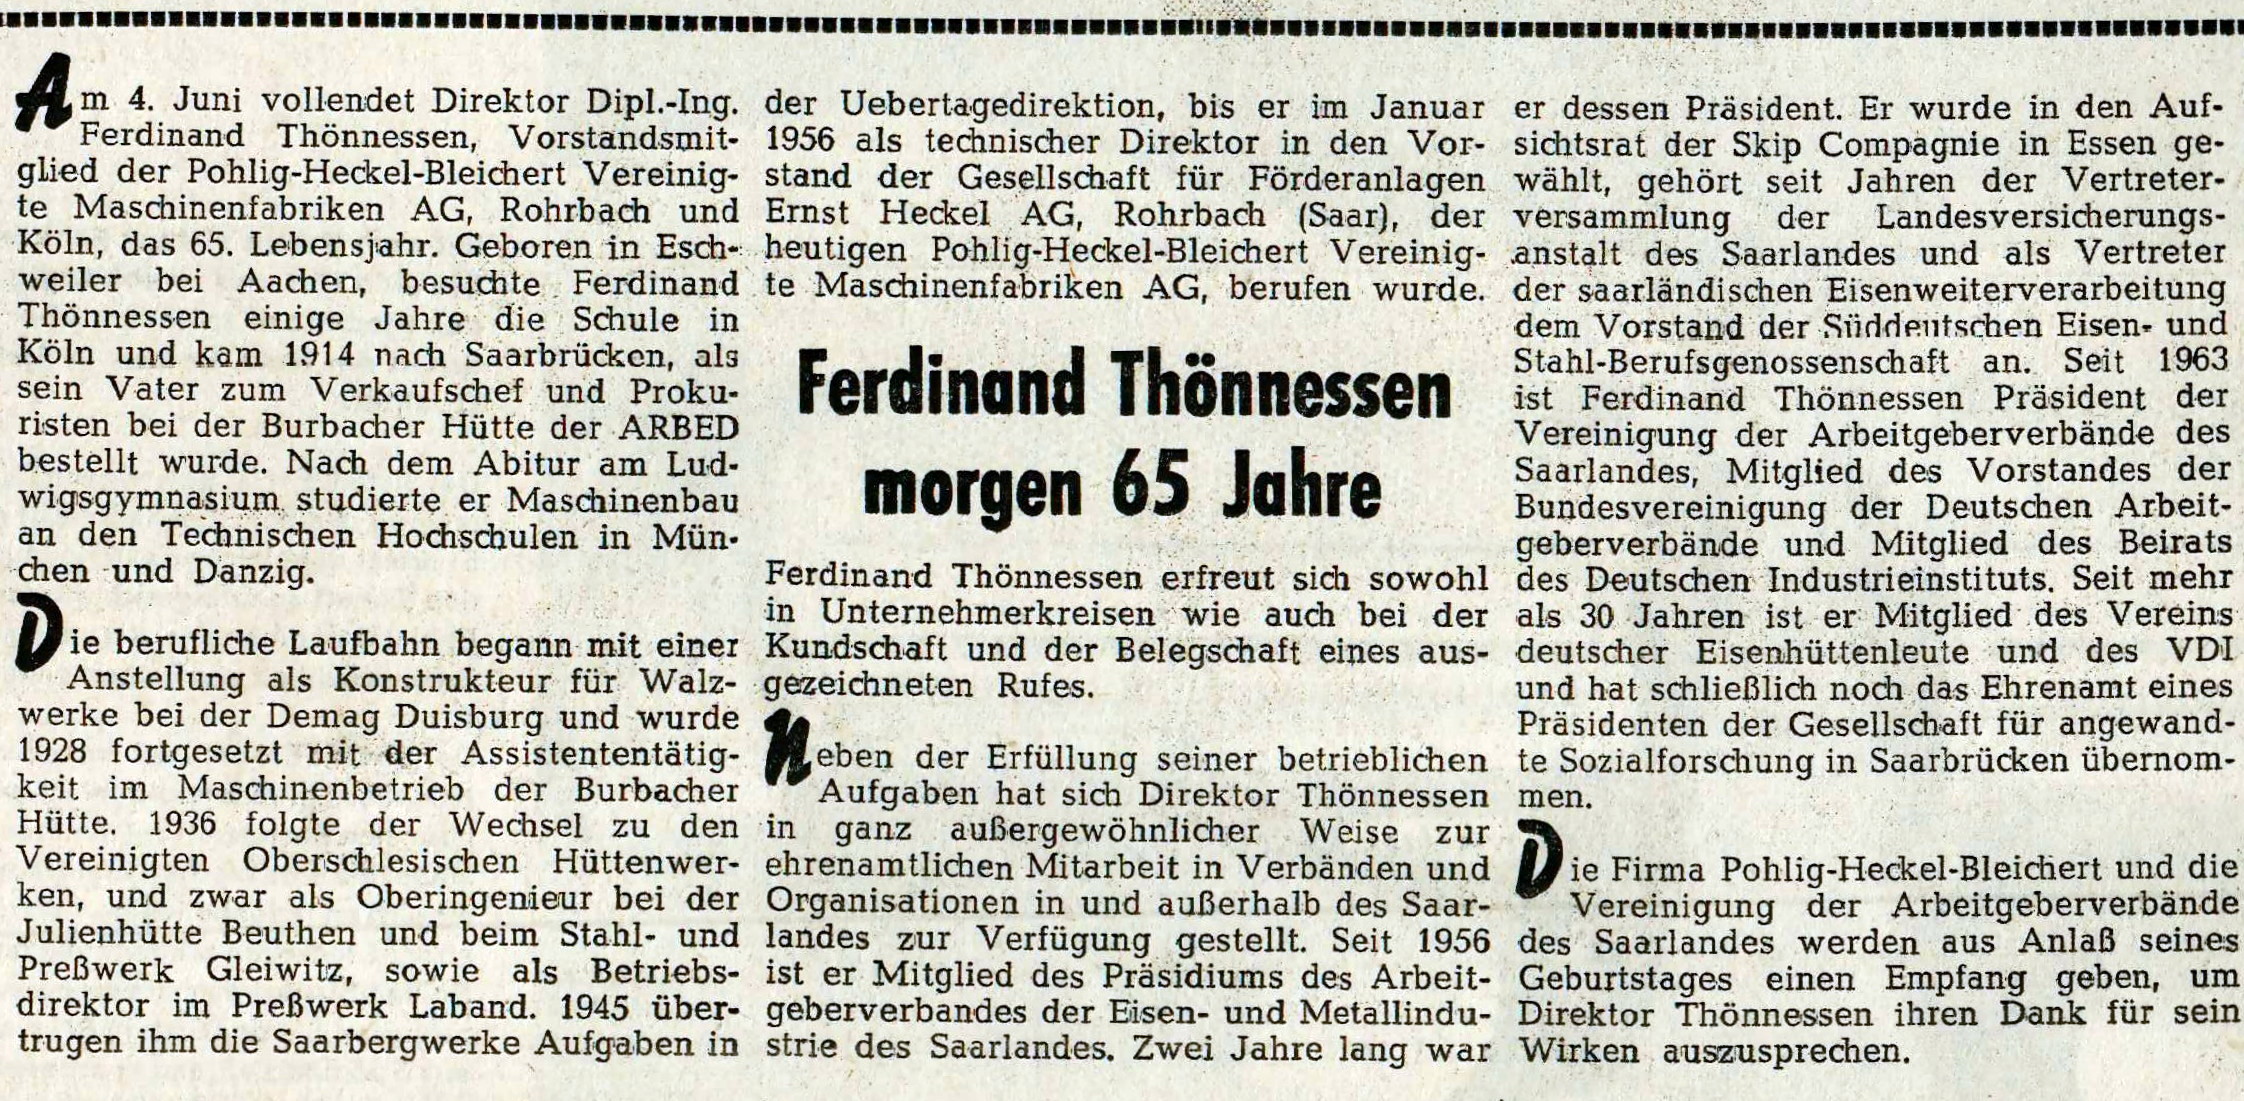 Am 4. Juni vollendet Direktor Dipl.-Ing.
Ferdinand Thönnessen, Vorstandsmit-
glied der Pohlig-Heckel-Bleichert Vereinig-
te Maschinenfabriken AG, Rohrbach und
Köln, das 65. Lebensjahr. Geboren in Esch-
weiler bei Aachen, besuchte Ferdinand
Thönnessen einige Jahre die Schule in
Köln und kam 1914 nach Saarbrücken, als
sein Vater zum Verkaufschef und Proku-
risten bei der Burbacher Hütte der ARBED
bestellt wurde. Nach dem Abitur am Lud-
wigsgymnasium studierte er Maschinenbau
an den Technischen Hochschulen in Mün-
chen und Danzig.
Die berufliche Laufbahn begann mit einer
Anstellung als Konstrukteur für Walz-
werke bei der Demag Duisburg und wurde
1928 fortgesetzt mit der Assistententätig-
keit im Maschinenbetrieb der Burbacher
Hütte. 1936 folgte der Wechsel zu den
Vereinigten Oberschlesischen Hüttenwer-
ken, und zwar als Oberingenieur bei der
Julienhütte Beuthen und beim Stahl- und
Preßwerk Gleiwitz, sowie als Betriebs-
direktor im Preßwerk Laband. 1945 über-
trugen ihm die Saarbergwerke Aufgaben in
der Uebertagedirektion, bis er im Januar
1956 als technischer Direktor in den Vor-
stand der Gesellschaft für Förderanlagen
Ernst Heckel AG, Rohrbach (Saar), der
heutigen Pohlig-Heckel-Bleichert Vereinig-
te Maschinenfabriken AG, berufen wurde.
Ferdinand Thönnessen
morgen 65 Jahre
Ferdinand Thönnessen erfreut sich sowohl
in Unternehmerkreisen wie auch bei der
Kundschaft und der Belegschaft eines aus-
gezeichneten Rufes.
Neben der Erfüllung seiner betrieblichen
Aufgaben hat sich Direktor Thönnessen
in ganz außergewöhnlicher Weise zur
ehrenamtlichen Mitarbeit in Verbänden und
Organisationen in und außerhalb des Saar-
landes zur Verfügung gestellt. Seit 1956
ist er Mitglied des Präsidiums des Arbeit-
geberverbandes der Eisen- und Metallindu-
strie des Saarlandes. Zwei Jahre lang war
er dessen Präsident. Er wurde in den Auf-
sichtsrat der Skip Compagnie in Essen ge-
wählt, gehört seit Jahren der Vertreter-
versammlung der Landesversicherungs-
anstalt des Saarlandes und als Vertreter
der saarländischen Eisenweiterverarbeitung
dem Vorstand der Süddeutschen Eisen- und
Stahl-Berufsgenossenschaft an. Seit 1963
ist Ferdinand Thönnessen Präsident der
Vereinigung der Arbeitgeberverbände des
Saarlandes, Mitglied des Vorstandes der
Bundesvereinigung der Deutschen Arbeit-
geberverbände und Mitglied des Beirats
des Deutschen Industrieinstituts. Seit mehr
als 30 Jahren ist er Mitglied des Vereins
deutscher Eisenhüttenleute und des VDI
und hat schließlich noch das Ehrenamt eines
Präsidenten der Gesellschaft für angewand-
te Sozialforschung in Saarbrücken übernom-
men.
Die Firma Pohlig-Heckel-Bleichert und die
Vereinigung der Arbeitgeberverbände
des Saarlandes werden aus Anlaß seines
Geburtstages einen Empfang geben, um
Direktor Thönnessen ihren Dank für sein
Wirken auszusprechen.